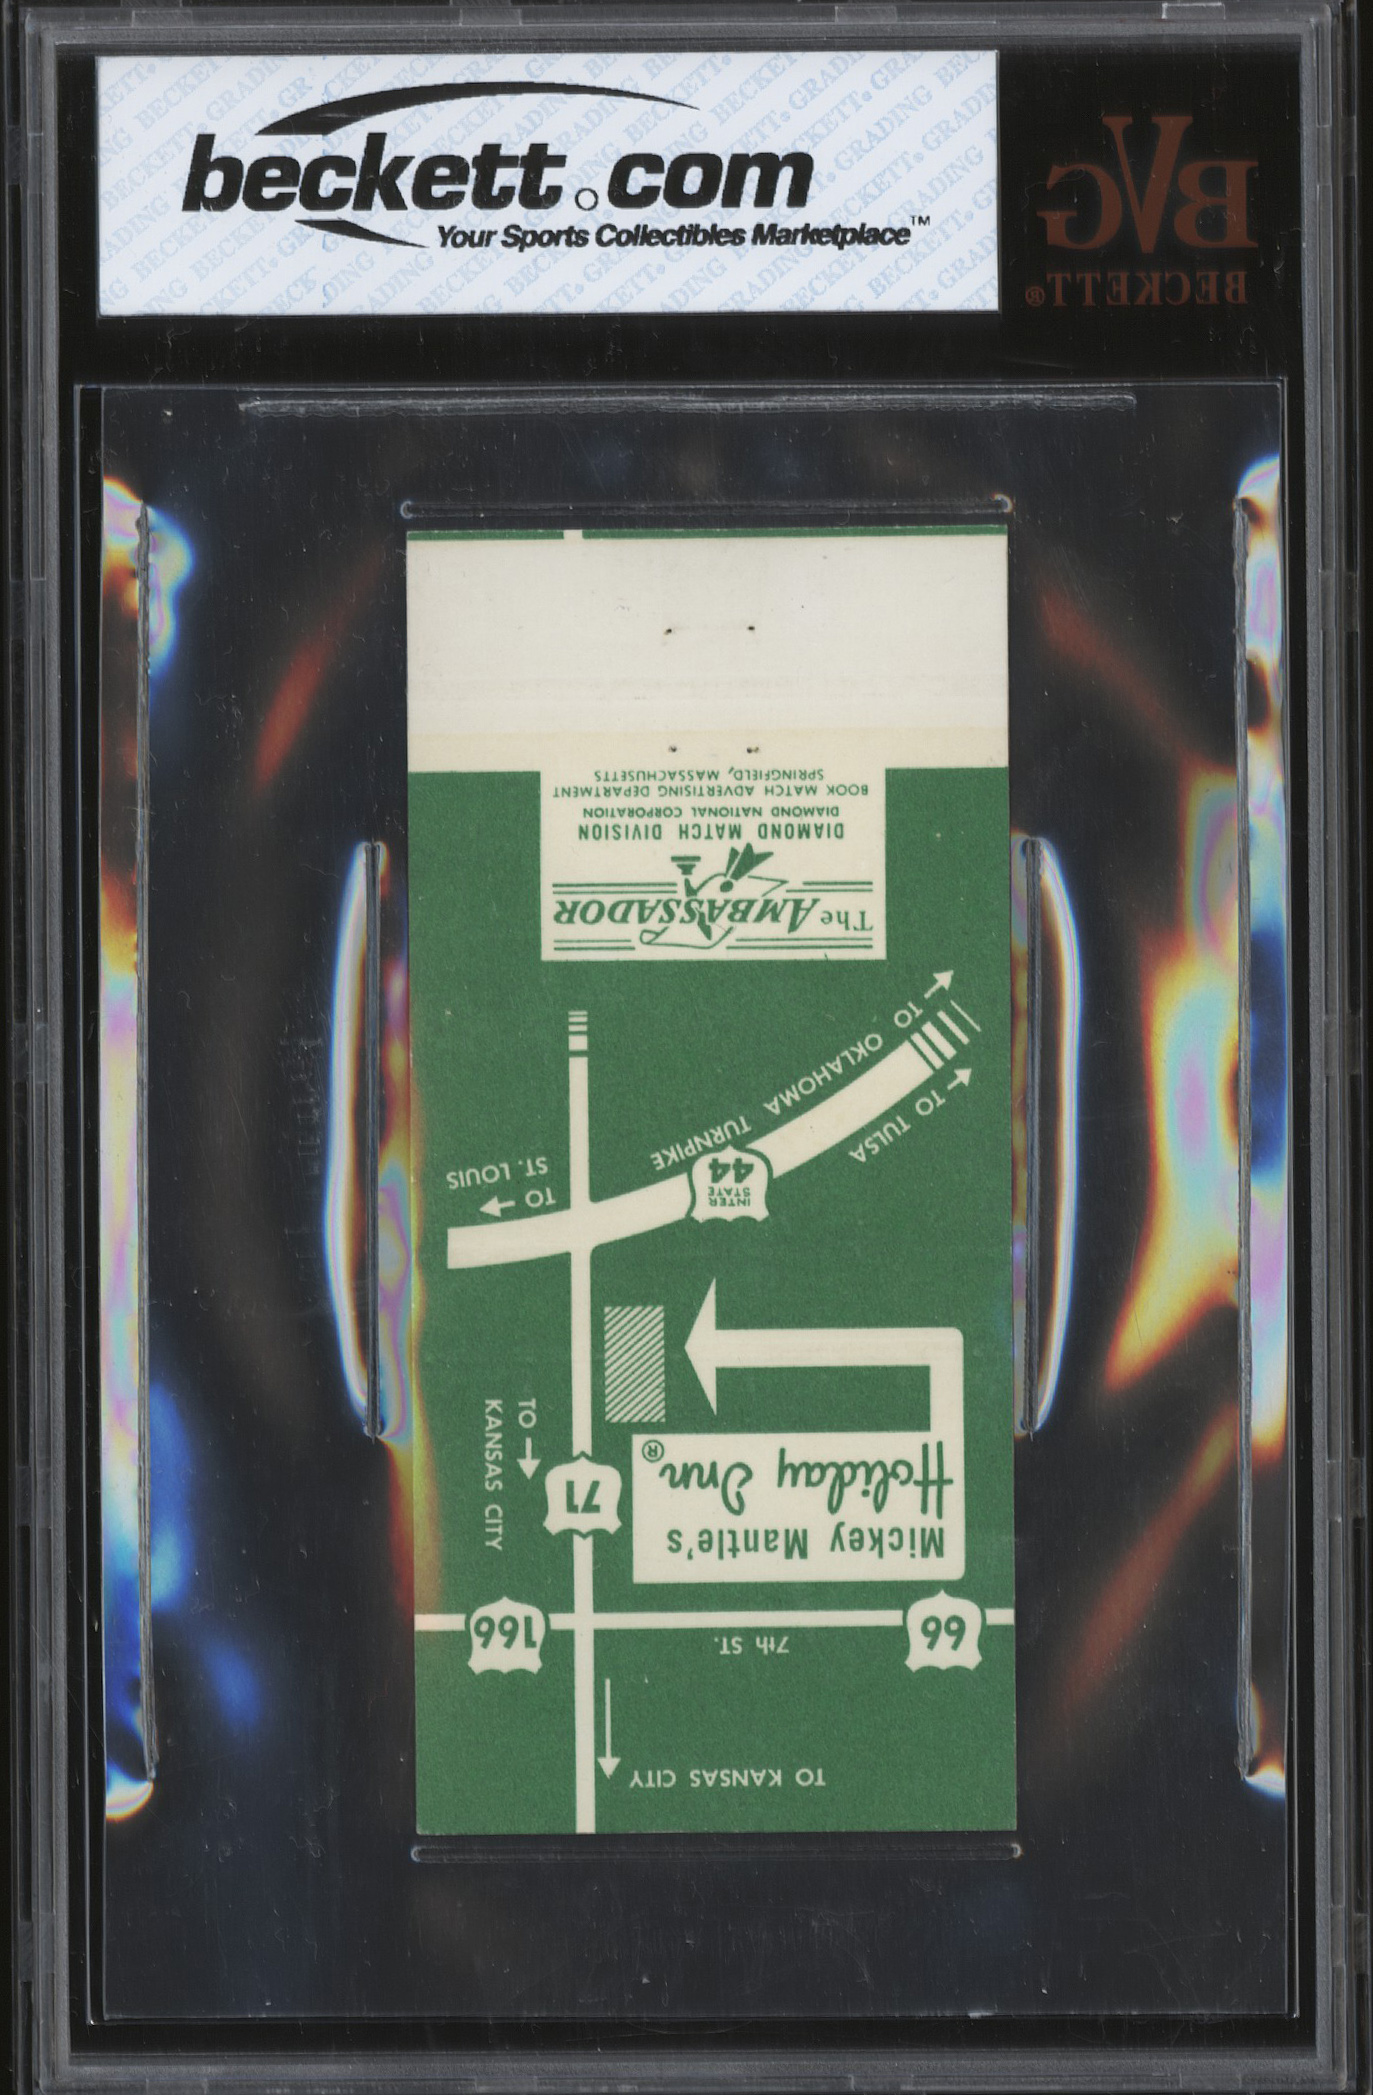 beckett.com
Your Sports Collectibles Marketplace™
BVG
BECKETT®
TO KANSAS CITY
7th ST.
66
166
Mickey Mantle's
Holiday Inn®
71
TO
KANSAS CITY
INTER
STATE
44
TO
ST. LOUIS
TO TULSA
TO OKLAHOMA TURNPIKE
The AMBASSADOR
DIAMOND MATCH DIVISION
DIAMOND NATIONAL CORPORATION
BOOK MATCH ADVERTISING DEPARTMENT
SPRINGFIELD, MASSACHUSETTS